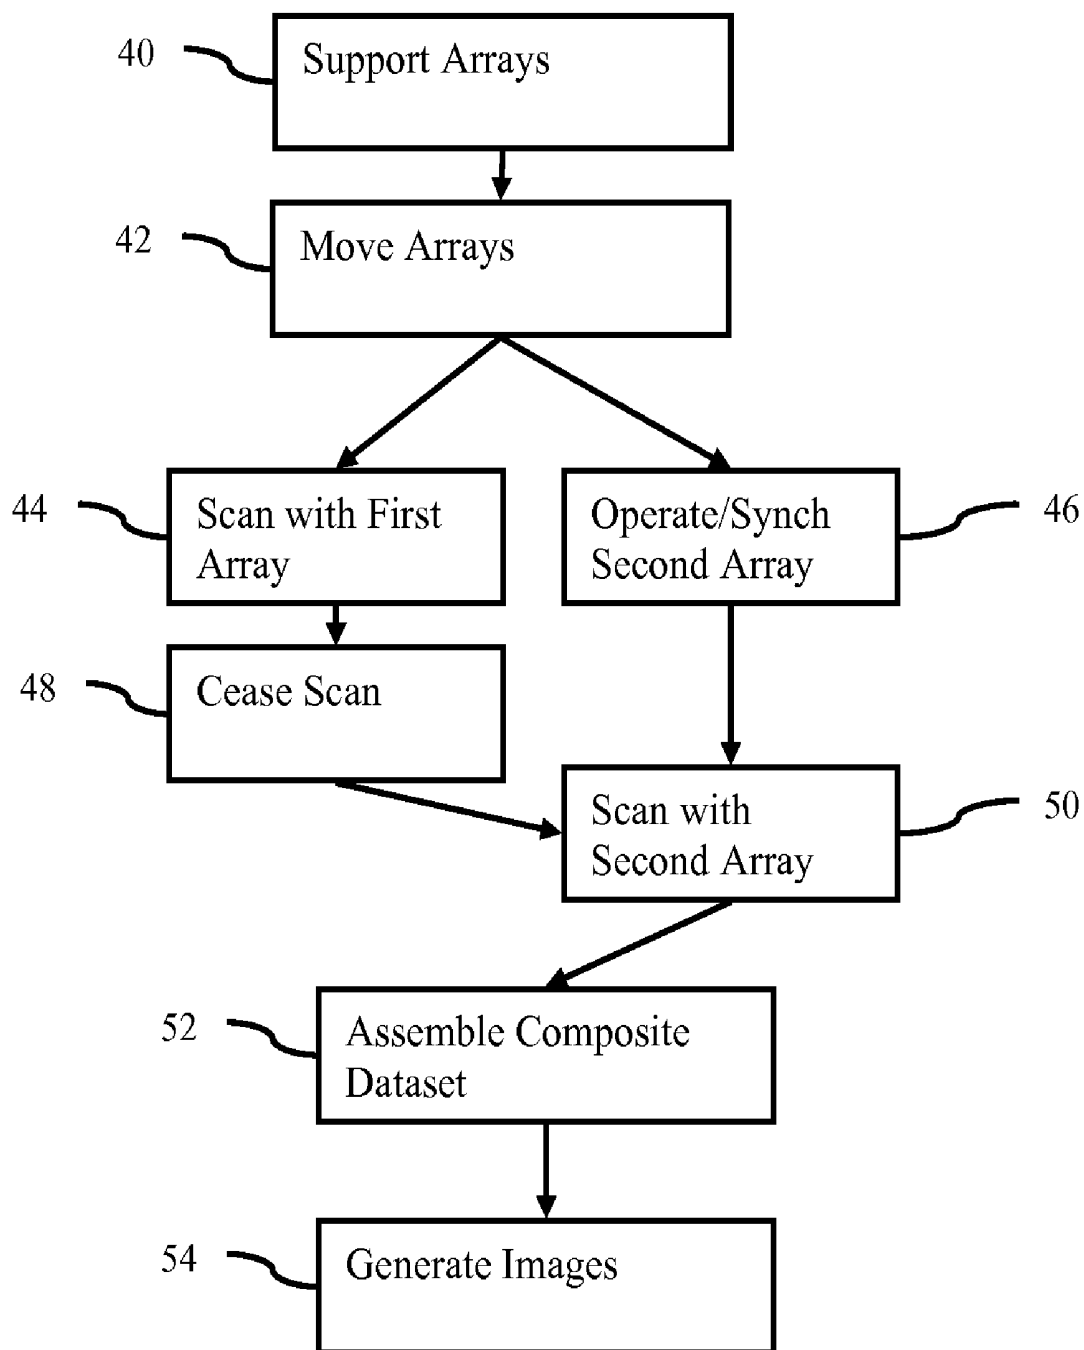 40
Support Arrays
42
Move Arrays
44
Scan with First
Array
Operate/Synch
Second Array
46
48
Cease Scan
Scan with
Second Array
50
52
Assemble Composite
Dataset
54
Generate Images